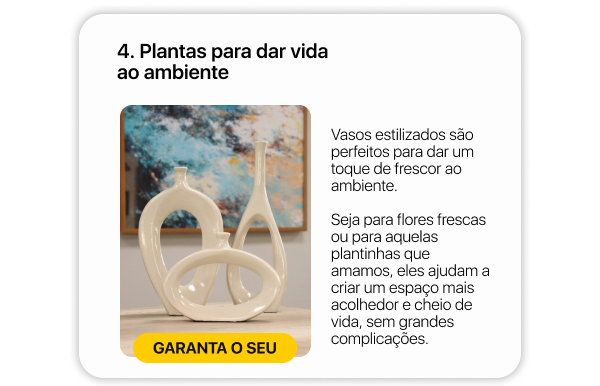 4. Plantas para dar vida
ao ambiente
Vasos estilizados são
perfeitos para dar um
toque de frescor ao
ambiente.
Seja para flores frescas
ou para aquelas
plantinhas que
amamos, eles ajudam a
criar um espaço mais
acolhedor e cheio de
vida, sem grandes
complicações.
GARANTA O SEU